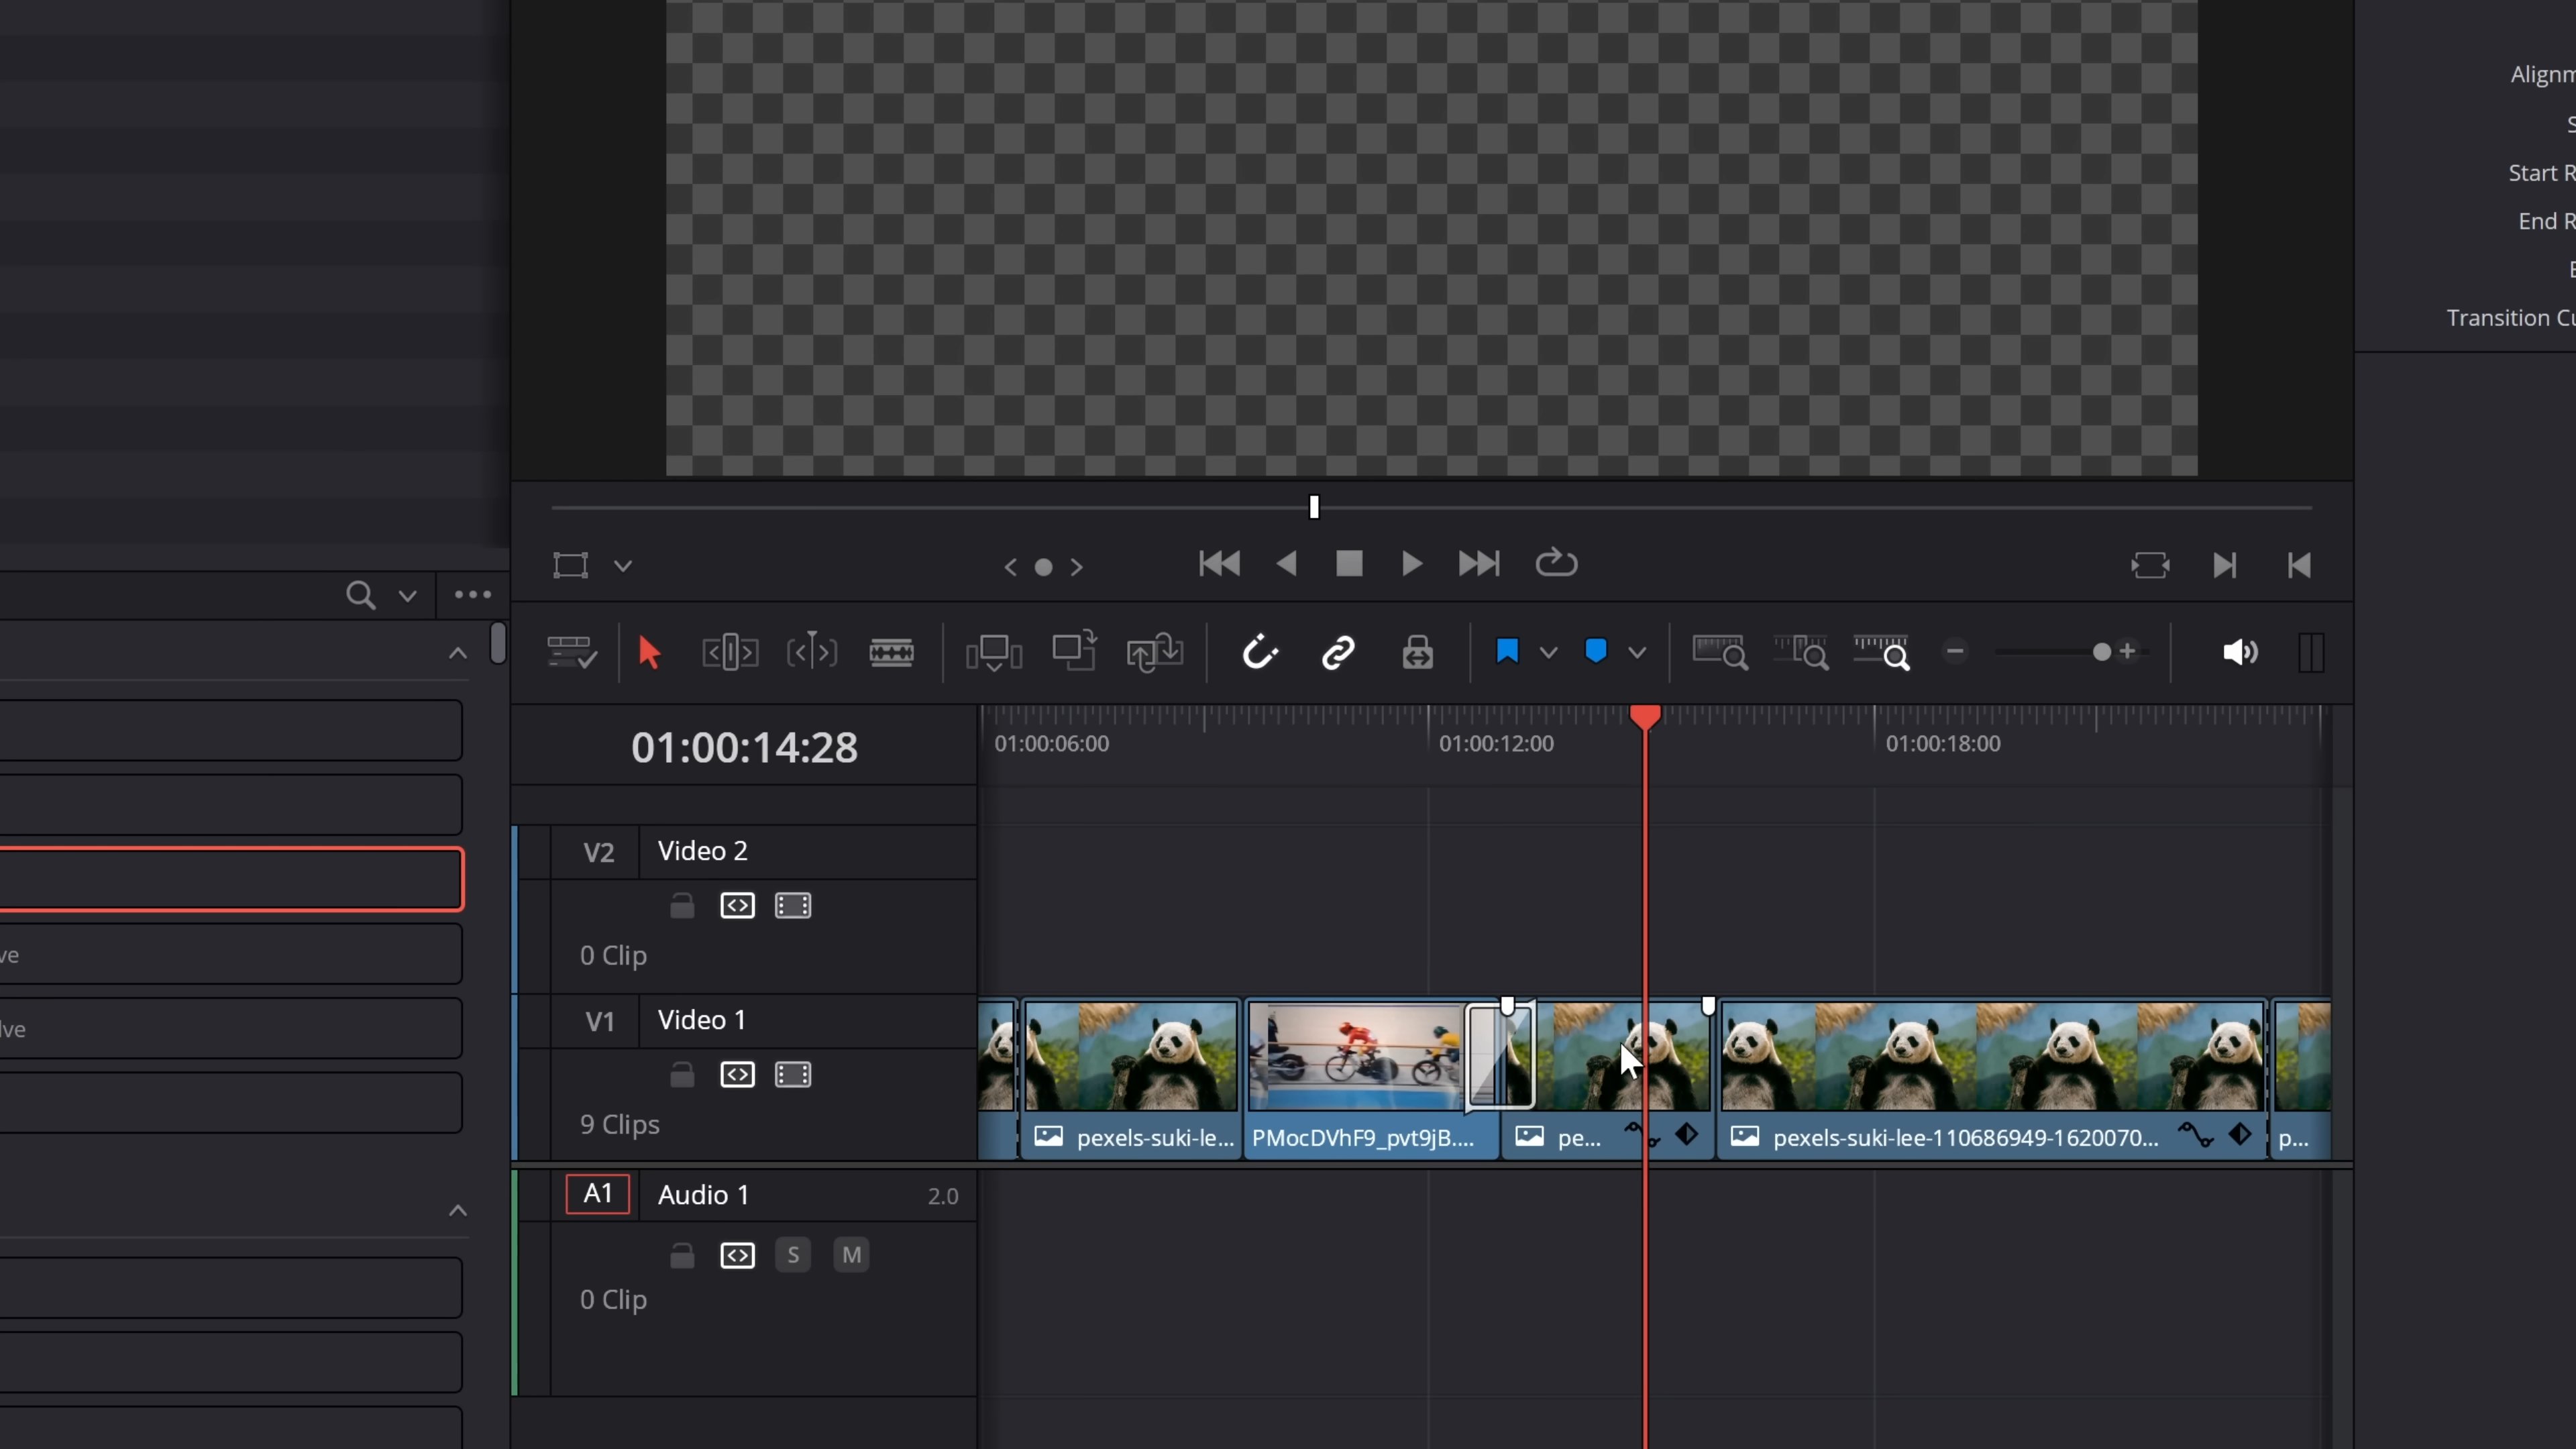 Alignm
S
Start R
End R
E
Transition Cu
ve
lve
01:00:14:28
01:00:06:00
01:00:12:00
01:00:18:00
V2
Video 2
0 Clip
V1
Video 1
9 Clips
pexels-suki-le...
PMocDVhF9_pvt9jB....
pe...
pexels-suki-lee-110686949-1620070...
p...
A1
Audio 1
2.0
S
M
0 Clip